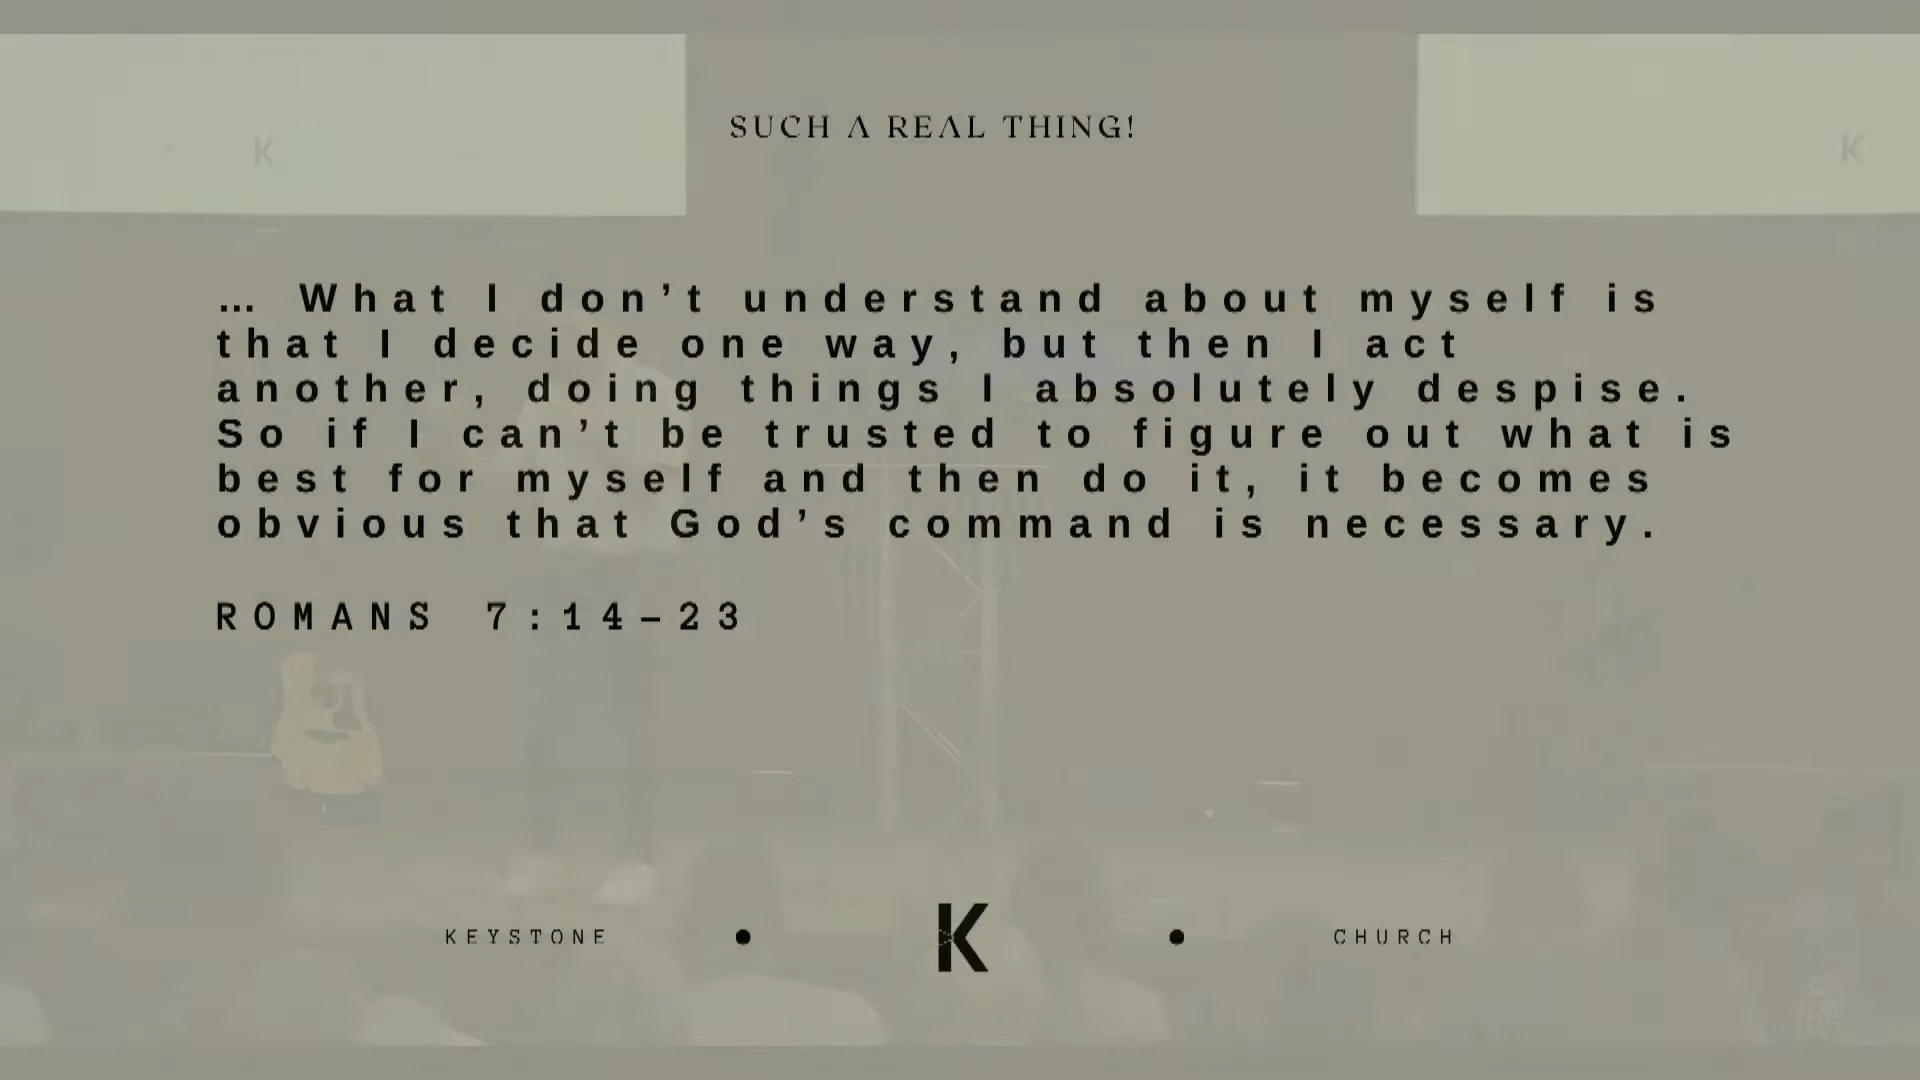 SUCH A REAL THING!
K
K
… What I don’t understand about myself is
that I decide one way, but then I act
another, doing things I absolutely despise.
So if I can’t be trusted to figure out what is
best for myself and then do it, it becomes
obvious that God’s command is necessary.
ROMANS 7:14–23
KEYSTONE • K • CHURCH